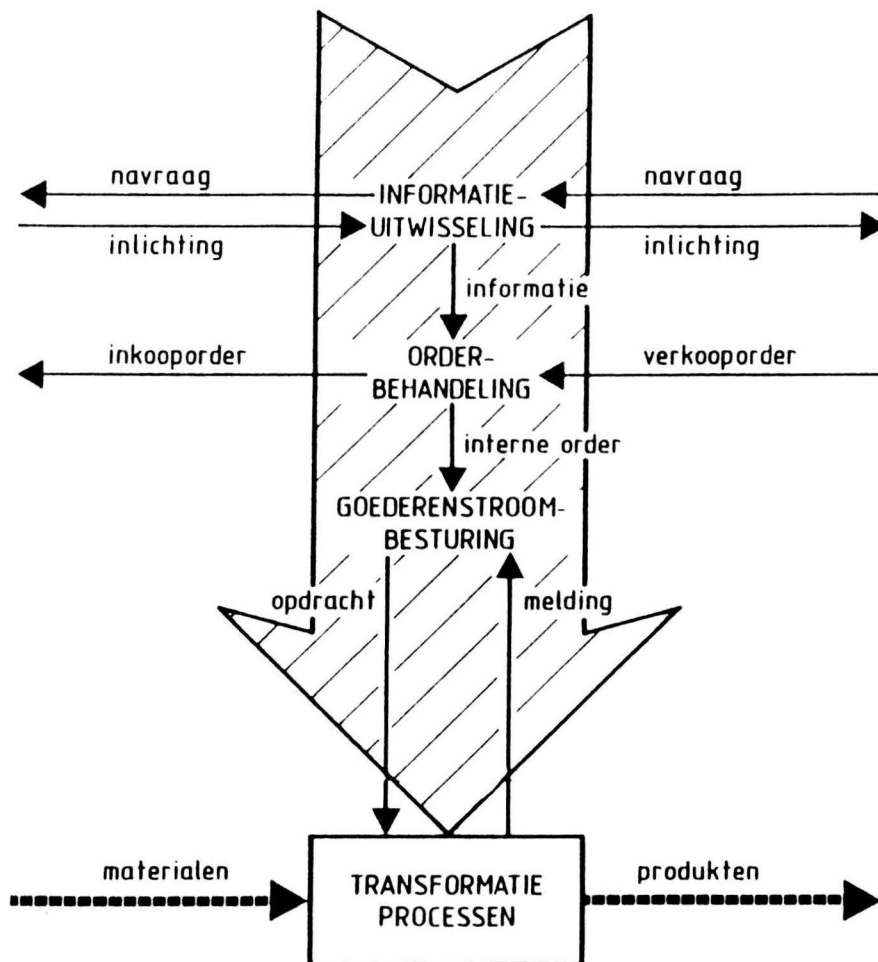 navraag
navraag
INFORMATIE-
UITWISSELING
inlichting
inlichting
informatie
inkooporder
ORDER-
BEHANDELING
verkooporder
interne order
GOEDERENSTROOM-
BESTURING
opdracht
melding
materialen
TRANSFORMATIE
PROCESSEN
produkten